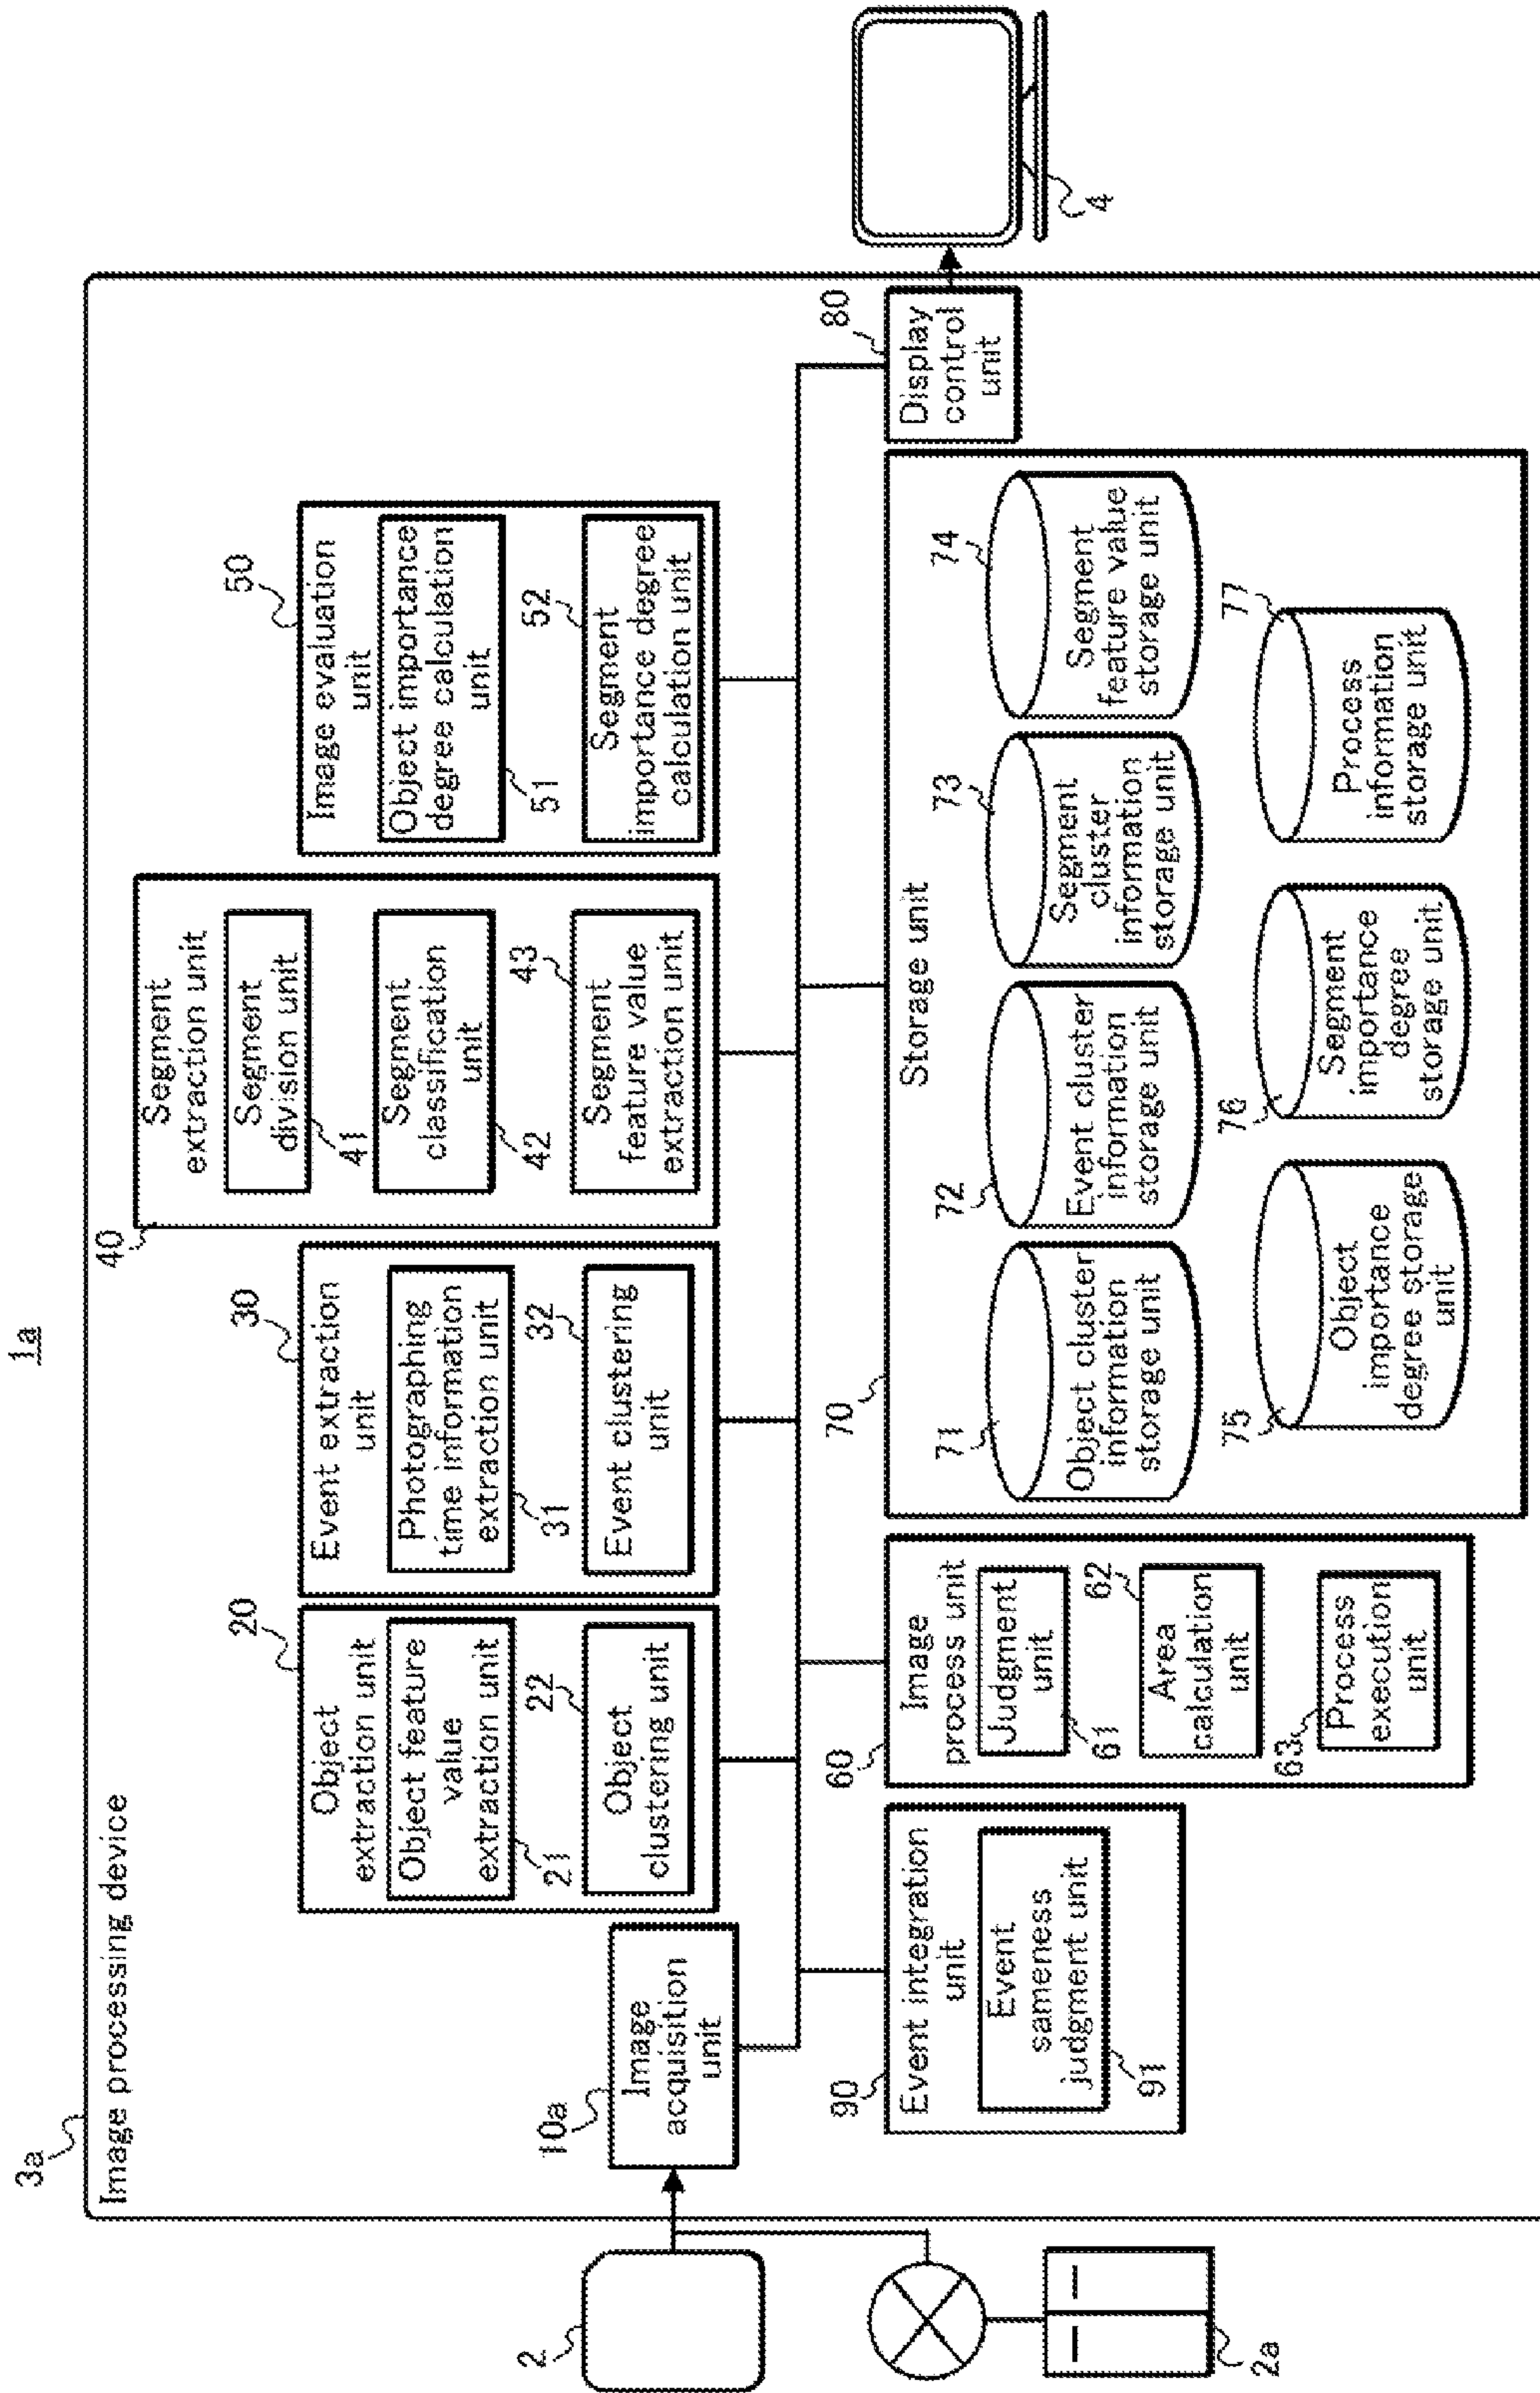 1a
3a
Image processing device
2
2a
10a
Image
acquisition
unit
20
Object
extraction unit
Object feature
value
extraction unit
21
22
Object
clustering unit
30
Event extraction
unit
Photographing
time information
extraction unit
31
32
Event clustering
unit
40
Segment
extraction unit
Segment
division unit
41
Segment
classification
unit
42
43
Segment
feature value
extraction unit
50
Image evaluation
unit
Object importance
degree calculation
unit
51
52
Segment
importance degree
calculation unit
90
Event integration
unit
Event
sameness
judgment unit
91
60
Image
process unit
Judgment
unit
61
62
Area
calculation
unit
63
Process
execution
unit
70
Storage unit
71
Object cluster
information
storage unit
72
Event cluster
information
storage unit
73
Segment
cluster
information
storage unit
74
Segment
feature value
storage unit
75
Object
importance
degree storage
unit
76
Segment
importance
degree
storage unit
77
Process
information
storage unit
80
Display
control
unit
4